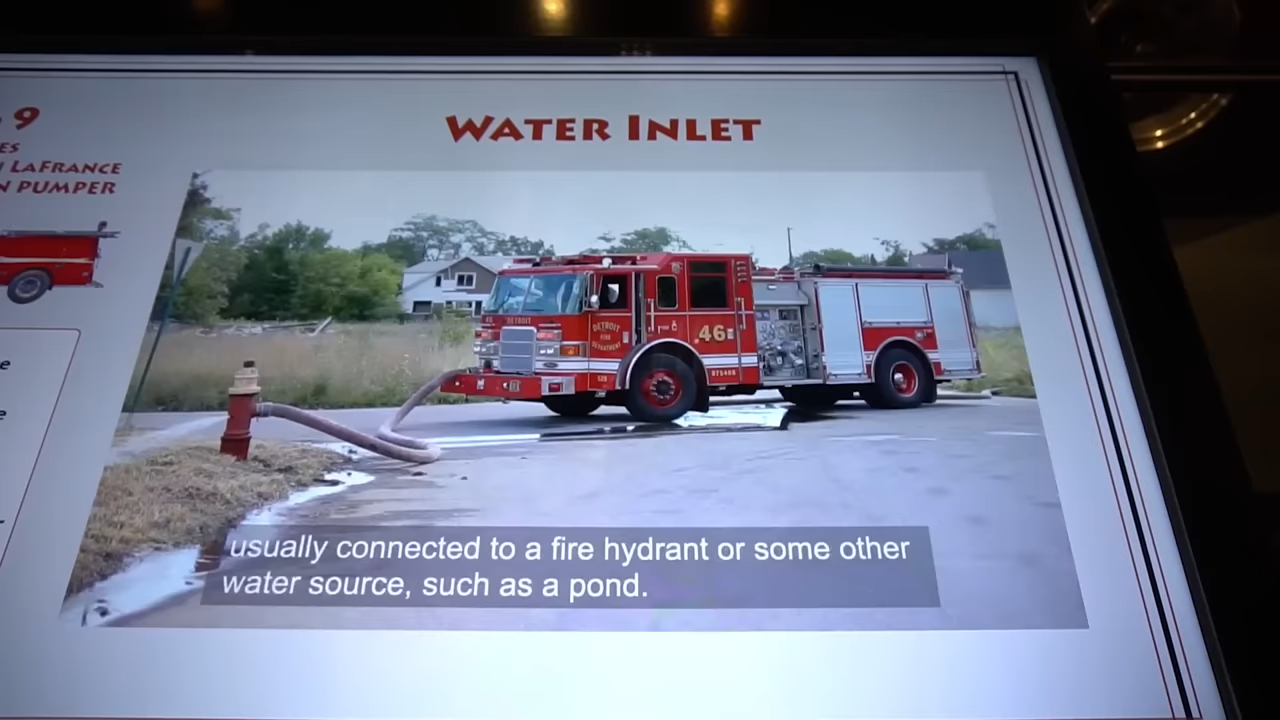 9
LAFRANCE
PUMPER
WATER INLET
DETROIT
DETROIT
FIRE
DEPARTMENT
46
usually connected to a fire hydrant or some other
water source, such as a pond.